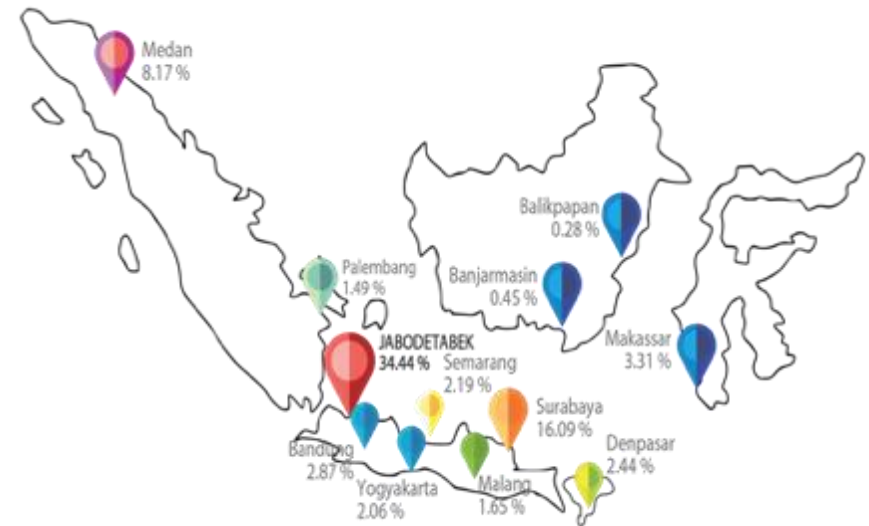 Medan
8.17 %
Balikpapan
0.28 %
Palembang
1.49 %
Banjarmasin
0.45 %
Makassar
3.31 %
JABODETABEK
34.44 %
Semarang
2.19 %
Surabaya
16.09 %
Bandung
2.87 %
Denpasar
2.44 %
Yogyakarta
2.06 %
Malang
1.65 %